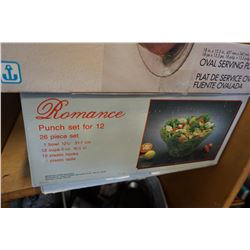 OVAL SERVING PL
PLAT DE SERVICE OV
FUENTE OVALADA
Romance
Punch set for 12
26 piece set
1 bowl
12 cups
12 plastic hooks
1 plastic ladle